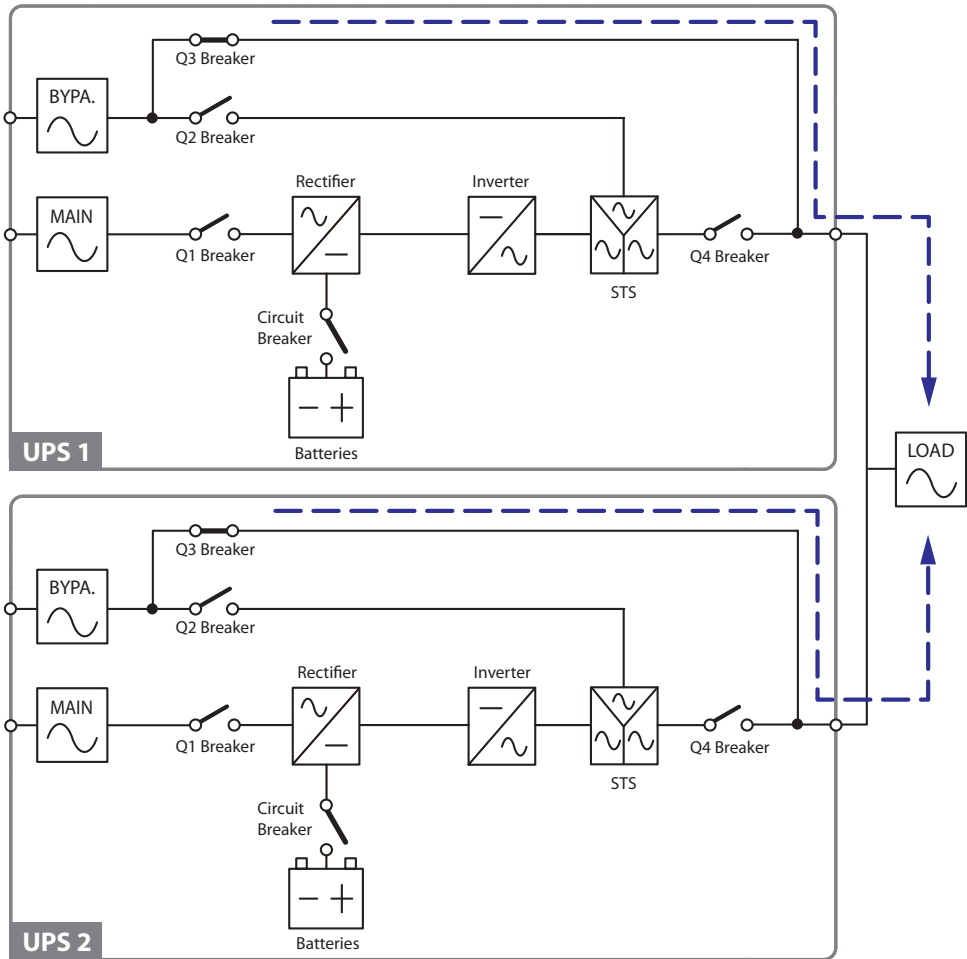 Q3 Breaker
BYPA.
Q2 Breaker
Rectifier
Inverter
MAIN
Q1 Breaker
Q4 Breaker
STS
Circuit
Breaker
Batteries
UPS 1
LOAD
Q3 Breaker
BYPA.
Q2 Breaker
Rectifier
Inverter
MAIN
Q1 Breaker
Q4 Breaker
STS
Circuit
Breaker
Batteries
UPS 2